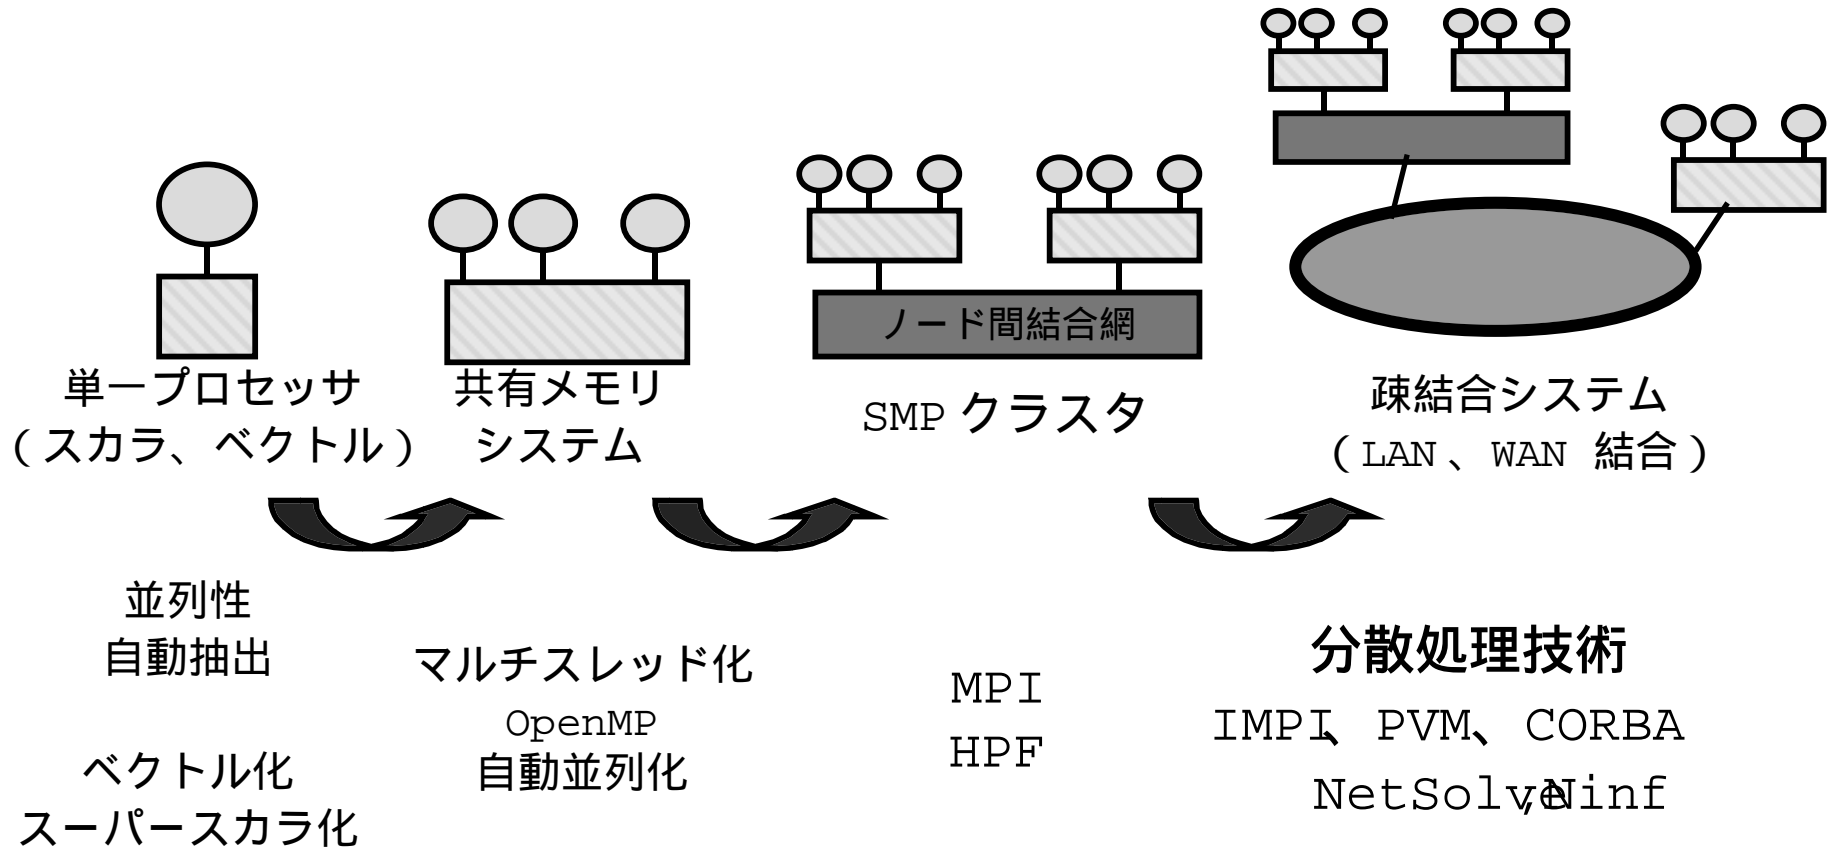 ノード間結合網
単一プロセッサ
(スカラ、ベクトル)
共有メモリ
システム
SMP クラスタ
疎結合システム
(LAN、WAN 結合)
並列性
自動抽出
ベクトル化
スーパースカラ化
マルチスレッド化
OpenMP
自動並列化
MPI
HPF
分散処理技術
IMPI、PVM、CORBA
NetSolve,Ninf